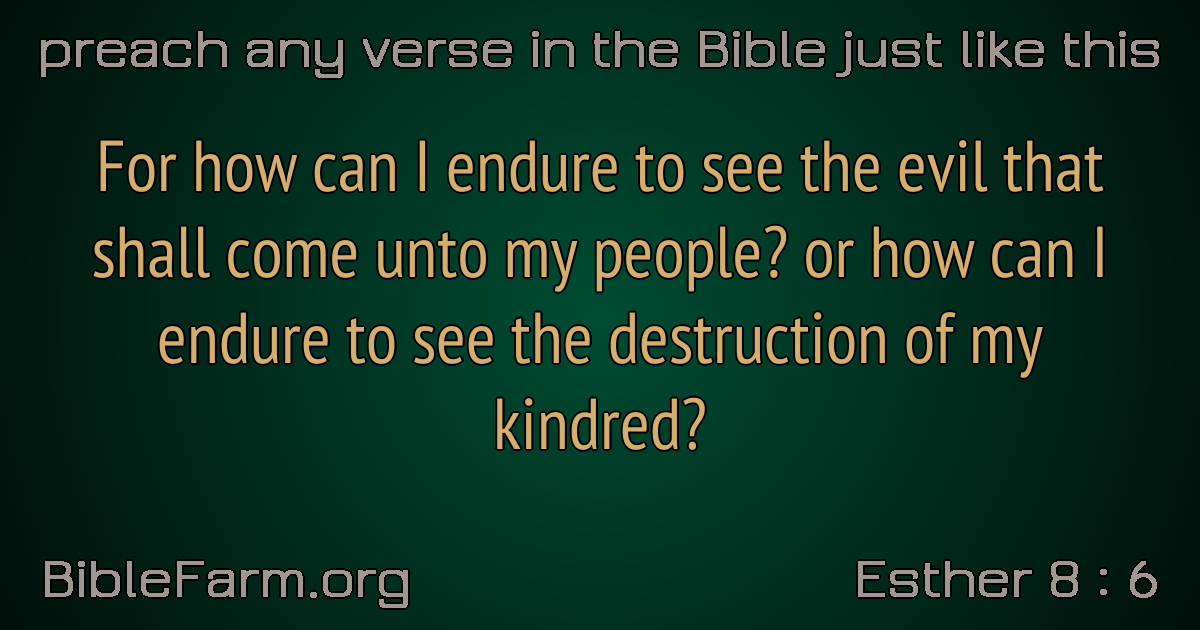 preach any verse in the Bible just like this
For how can I endure to see the evil that
shall come unto my people? or how can I
endure to see the destruction of my
kindred?
BibleFarm.org
Esther 8 : 6